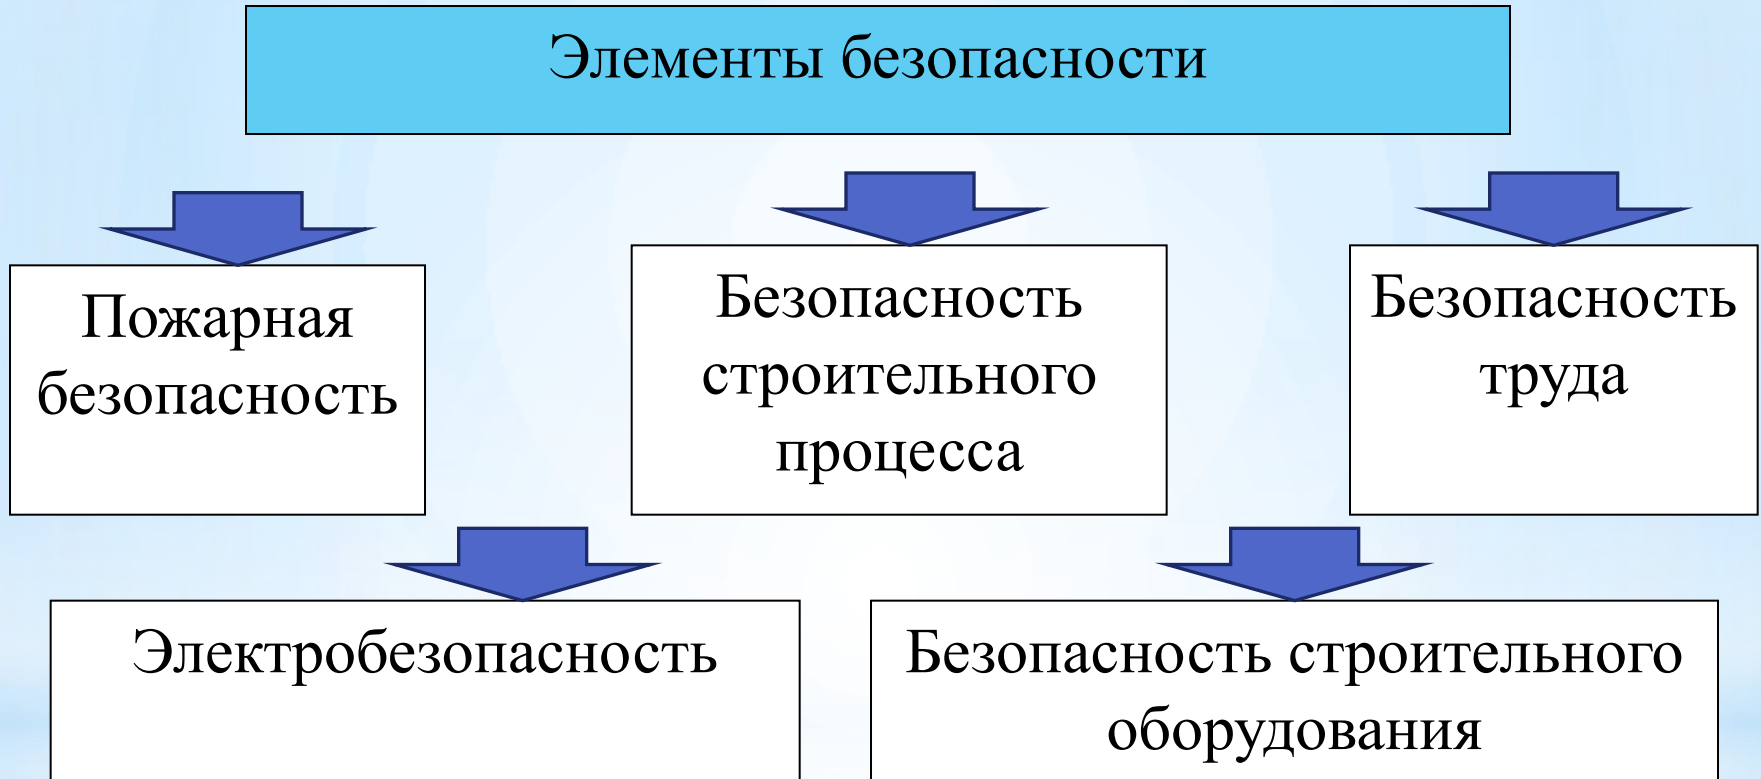 Элементы безопасности
Пожарная
безопасность
Безопасность
строительного
процесса
Безопасность
труда
Электробезопасность
Безопасность строительного
оборудования